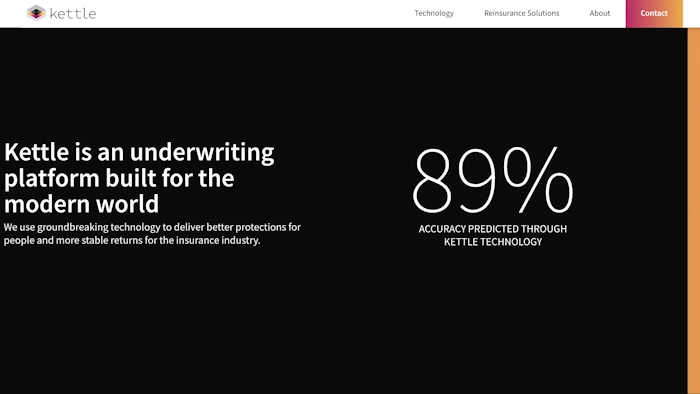 kettle
Technology
Reinsurance Solutions
About
Contact
Kettle is an underwriting
platform built for the
modern world
We use groundbreaking technology to deliver better protections for
people and more stable returns for the insurance industry.
89%
ACCURACY PREDICTED THROUGH
KETTLE TECHNOLOGY